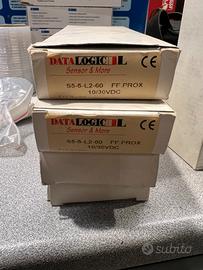 DATALOGIC
Sensor & More
CE
S5-5-L2-60 FF.PROX
10/30VDC
DATALOGIC
Sensor & More
CE
S5-5-L2-60 FF.PROX
10/30VDC
subito